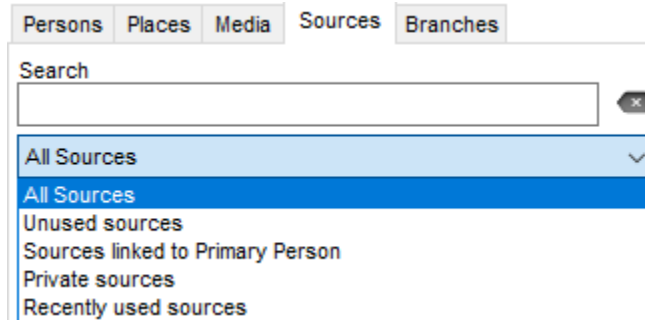 Persons Places Media Sources Branches
Search
All Sources
All Sources
Unused sources
Sources linked to Primary Person
Private sources
Recently used sources